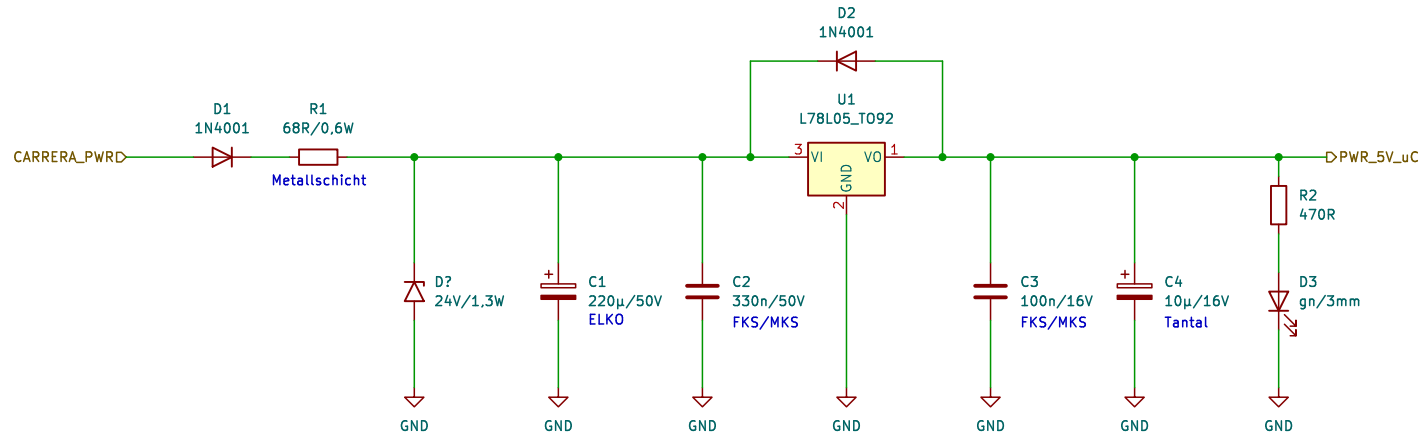 D2
1N4001
U1
L78L05_TO92
D1
1N4001
R1
68R/0,6W
CARRERA_PWR
3
VI
VO
1
PWR_5V_uC
Metallschicht
GND
2
R2
470R
D?
24V/1,3W
C1
220µ/50V
ELKO
C2
330n/50V
FKS/MKS
C3
100n/16V
FKS/MKS
C4
10µ/16V
Tantal
D3
gn/3mm
GND
GND
GND
GND
GND
GND
GND